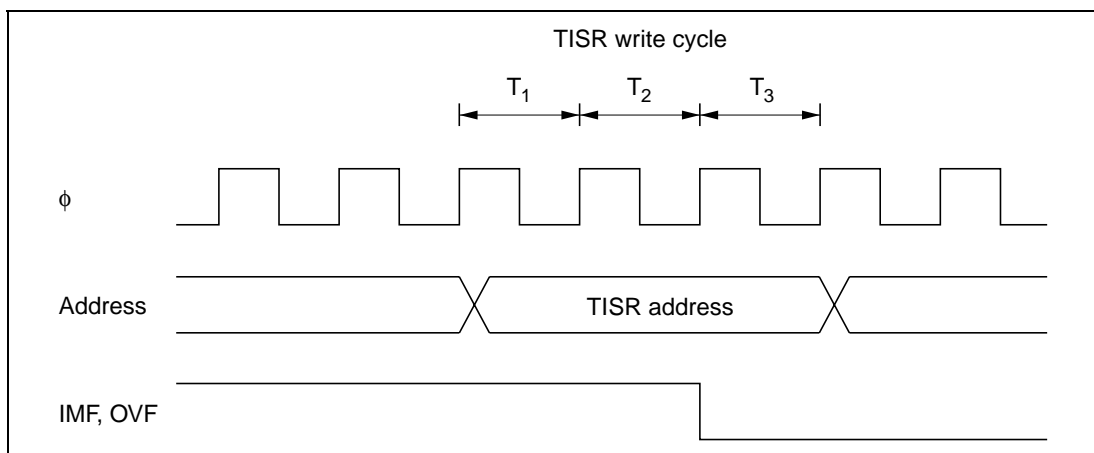 TISR write cycle
T1 T2 T3
φ
Address TISR address
IMF, OVF